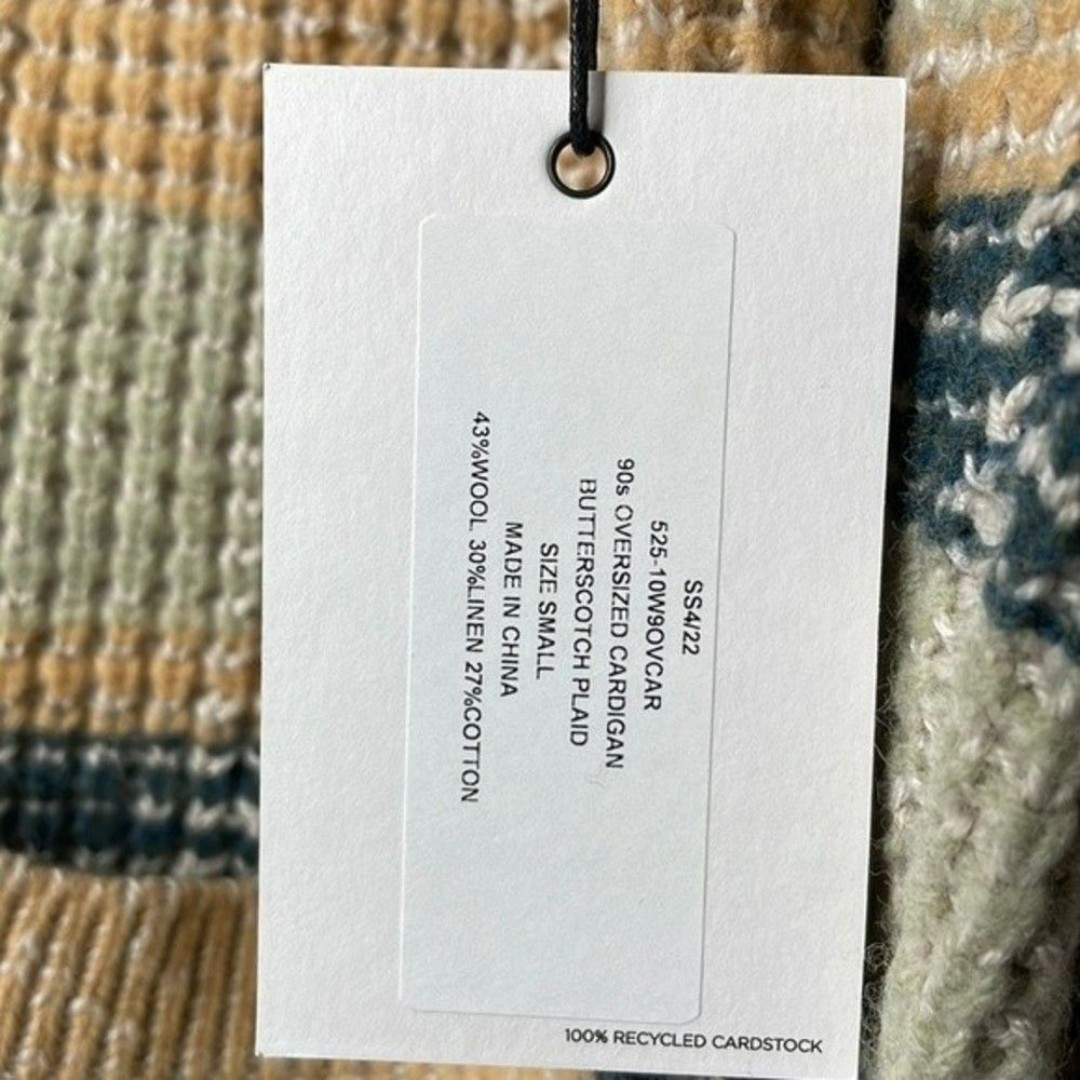 SS4/22
525-10W9OVCAR
90s OVERSIZED CARDIGAN
BUTTERSCOTCH PLAID
SIZE SMALL
MADE IN CHINA
43%WOOL 30%LINEN 27%COTTON
100% RECYCLED CARDSTOCK